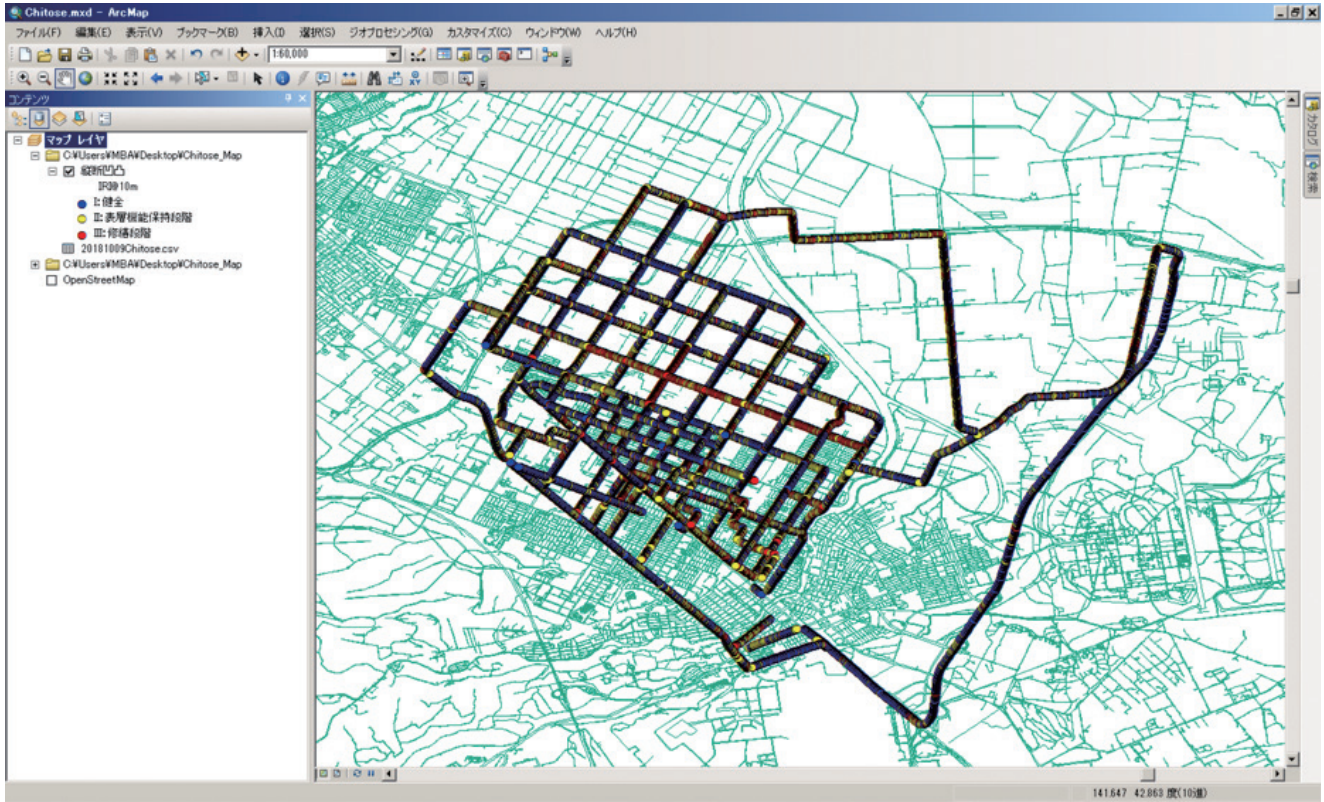 Chitose.mxd - ArcMap
ファイル(F) 編集(E) 表示(V) ブックマーク(B) 挿入(I) 選択(S) ジオプロセシング(G) カスタマイズ(C) ウィンドウ(W) ヘルプ(H)
1:60,000
コンテンツ
マップ レイヤ
C:¥Users¥MBA¥Desktop¥Chitose_Map
縦断凹凸
IRI@10m
I: 健全
II: 表層機能保持段階
III: 修繕段階
20181009Chitose.csv
C:¥Users¥MBA¥Desktop¥Chitose_Map
OpenStreetMap
カタログ
検索
141.647 42.863 度(10進)